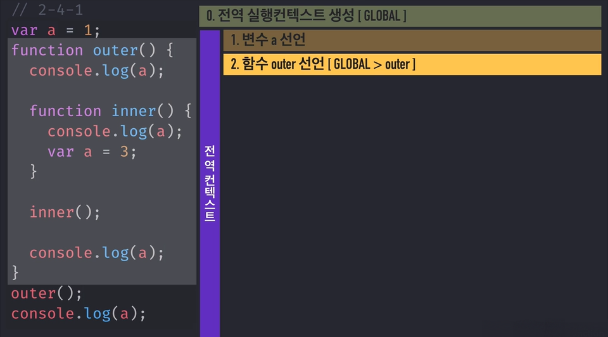 // 2-4-1
var a = 1;
function outer() {
  console.log(a);

  function inner() {
    console.log(a);
    var a = 3;
  }

  inner();

  console.log(a);
}
outer();
console.log(a);
0. 전역 실행컨텍스트 생성 [ GLOBAL ]
1. 변수 a 선언
2. 함수 outer 선언 [ GLOBAL > outer ]
전역 컨텍스트